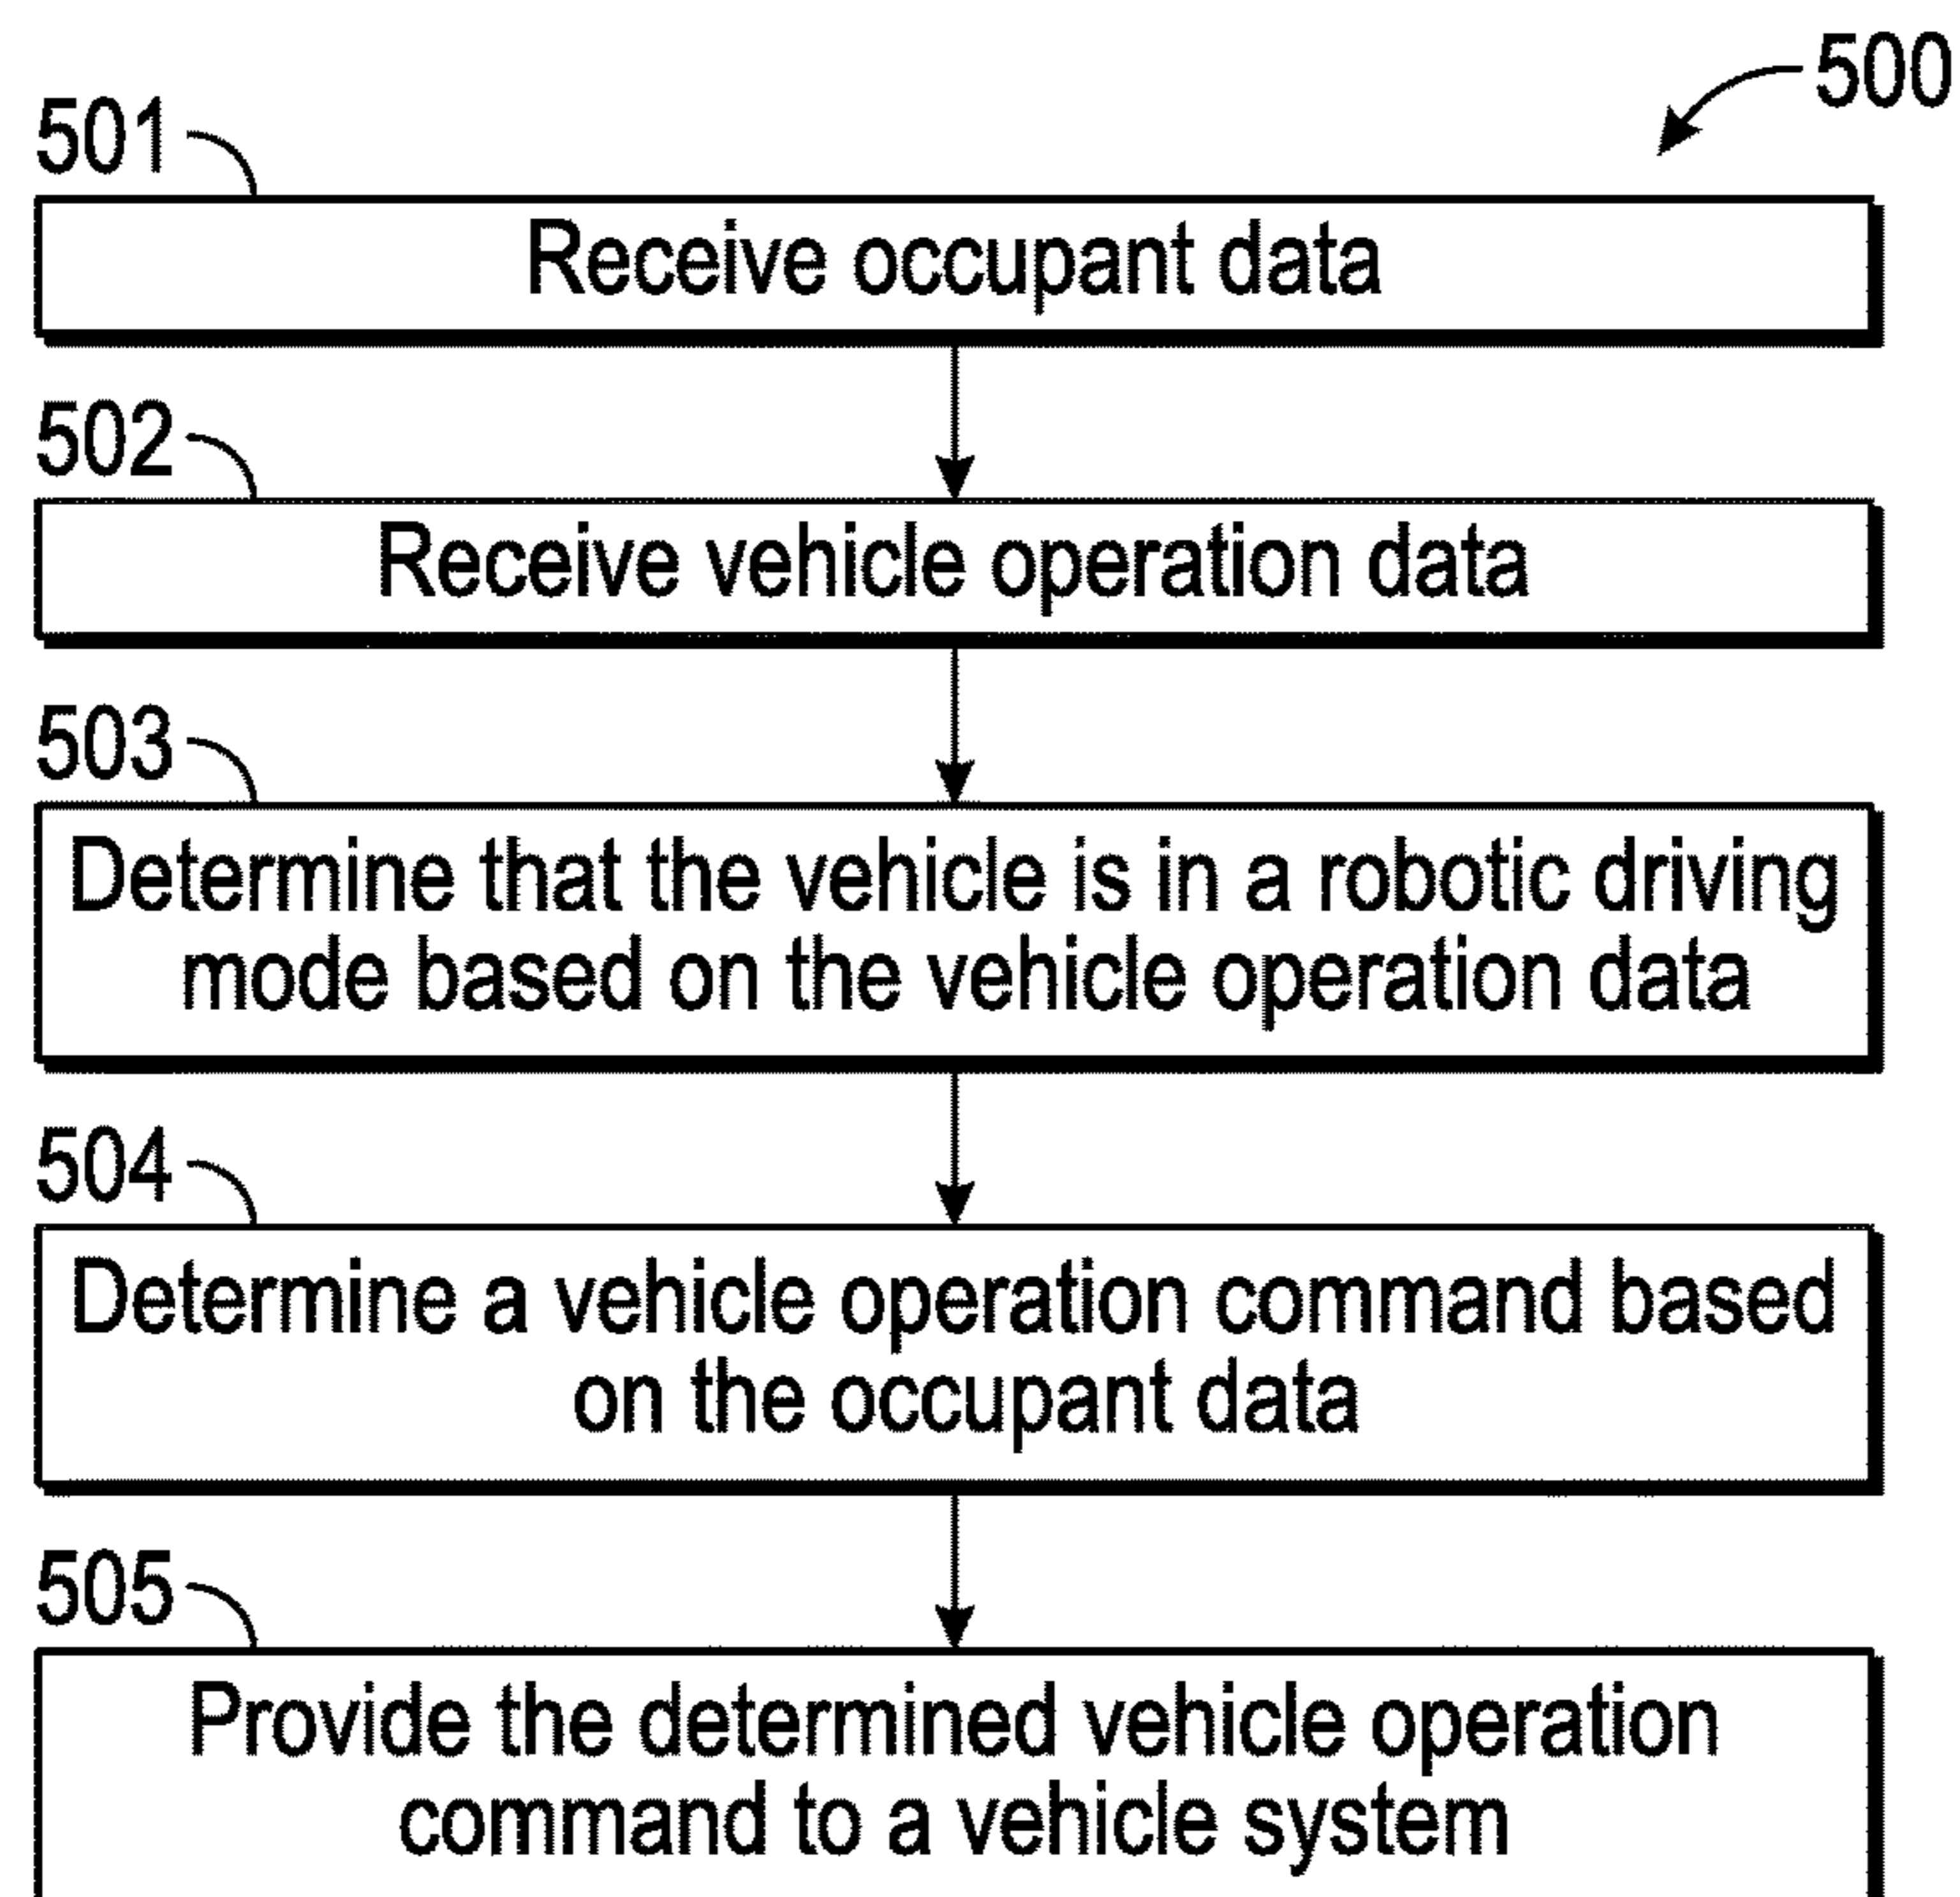 500
501
Receive occupant data
502
Receive vehicle operation data
503
Determine that the vehicle is in a robotic driving
mode based on the vehicle operation data
504
Determine a vehicle operation command based
on the occupant data
505
Provide the determined vehicle operation
command to a vehicle system